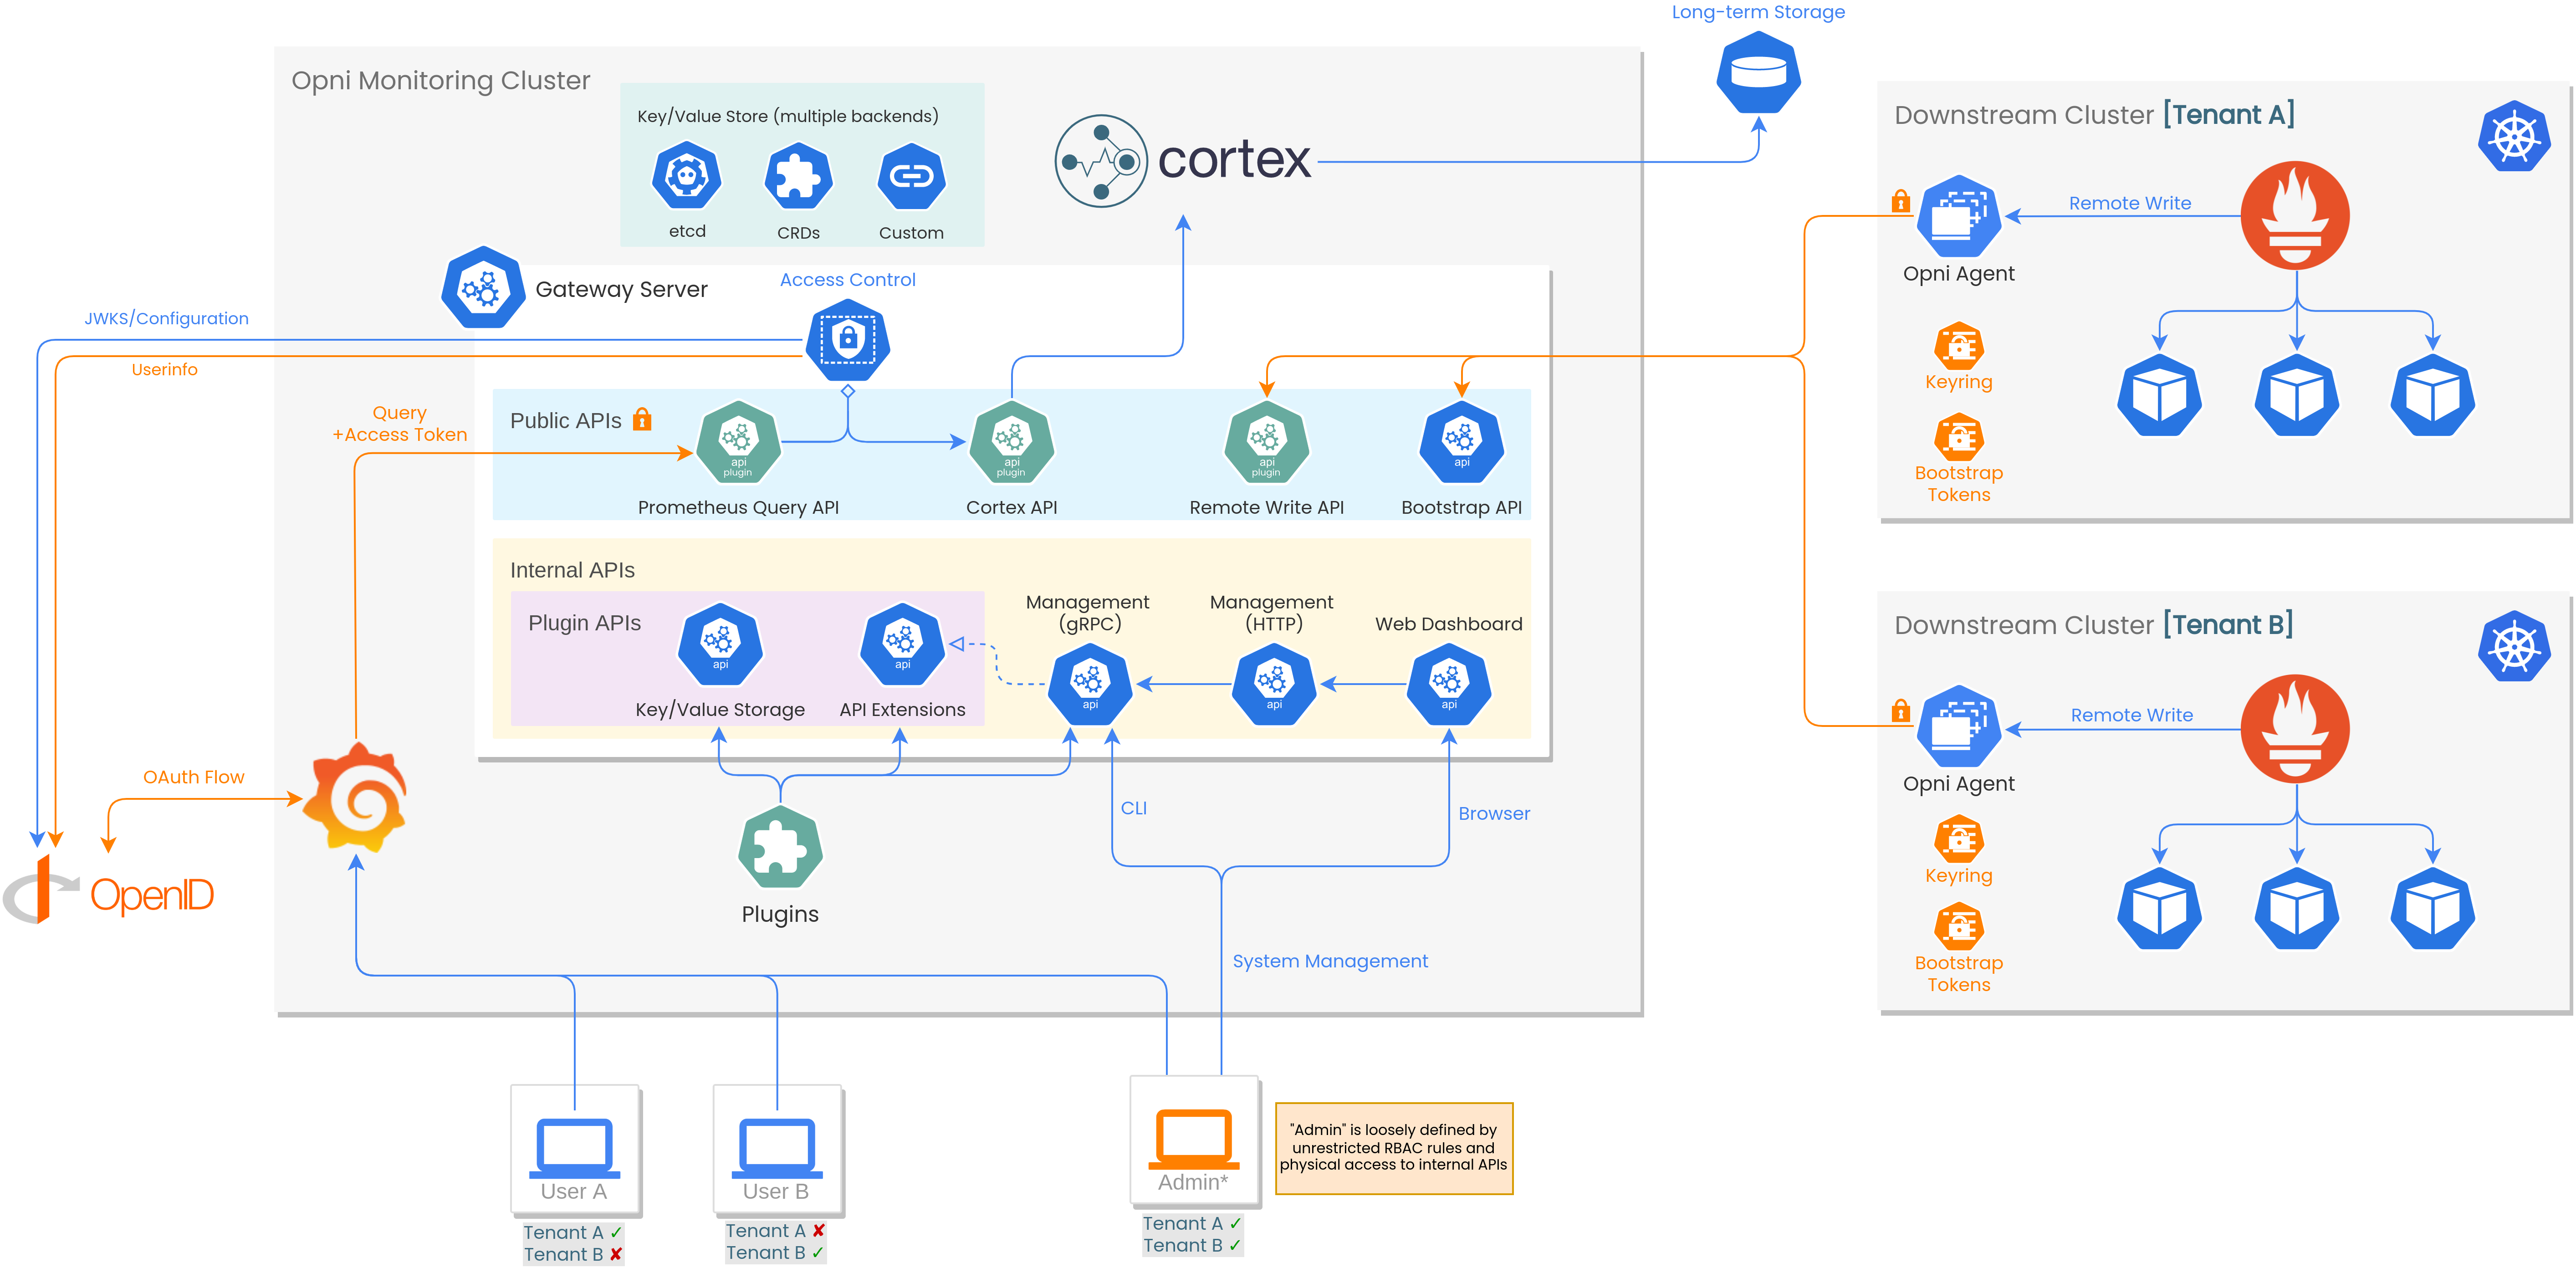 Long-term Storage
Opni Monitoring Cluster
Key/Value Store (multiple backends)
etcd
CRDs
Custom
cortex
Gateway Server
Access Control
JWKS/Configuration
Userinfo
Query
+Access Token
Public APIs
api
plugin
Prometheus Query API
api
plugin
Cortex API
api
plugin
Remote Write API
api
Bootstrap API
Internal APIs
Plugin APIs
api
Key/Value Storage
api
API Extensions
Management
(gRPC)
api
Management
(HTTP)
api
Web Dashboard
api
OAuth Flow
OpenID
Plugins
CLI
Browser
System Management
User A
Tenant A ✓
Tenant B ✘
User B
Tenant A ✘
Tenant B ✓
Admin*
Tenant A ✓
Tenant B ✓
"Admin" is loosely defined by
unrestricted RBAC rules and
physical access to internal APIs
Downstream Cluster [Tenant A]
Remote Write
Opni Agent
Keyring
Bootstrap
Tokens
Downstream Cluster [Tenant B]
Remote Write
Opni Agent
Keyring
Bootstrap
Tokens